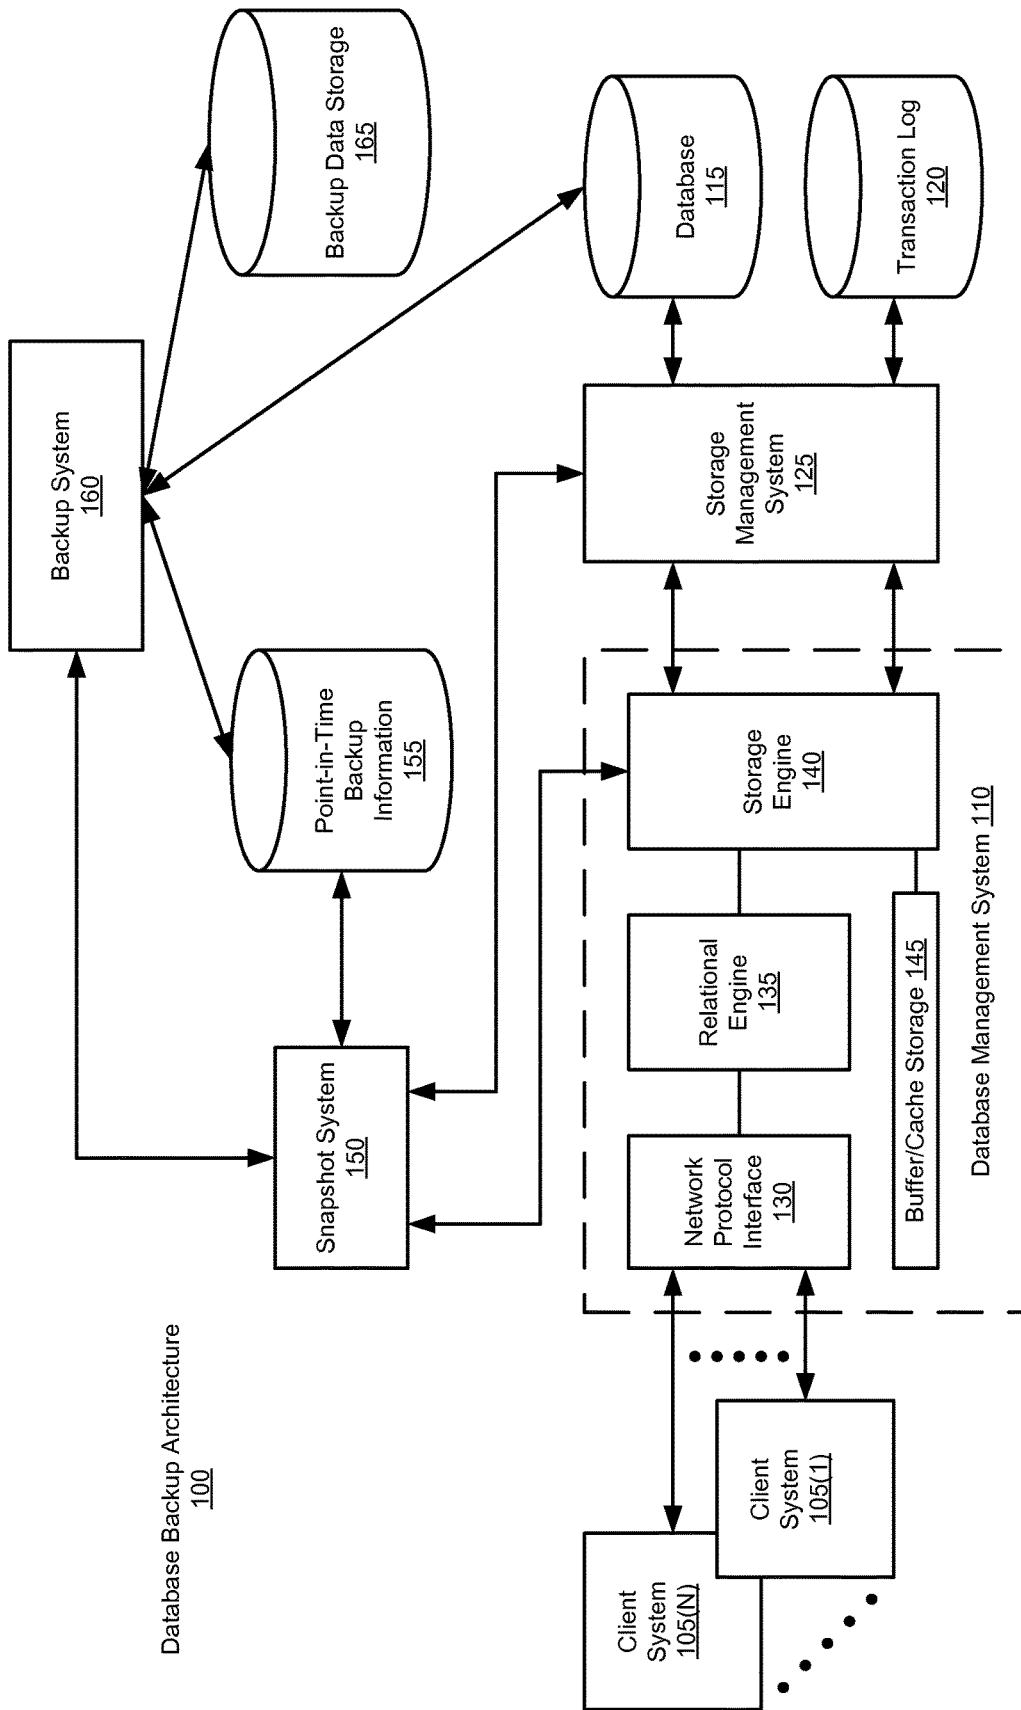 Database Backup Architecture
100
Backup System
160
Backup Data Storage
165
Snapshot System
150
Point-in-Time
Backup
Information
155
Client
System
105(N)
Client
System
105(1)
Network
Protocol
Interface
130
Relational
Engine
135
Storage
Engine
140
Buffer/Cache Storage 145
Database Management System 110
Storage
Management
System
125
Database
115
Transaction Log
120